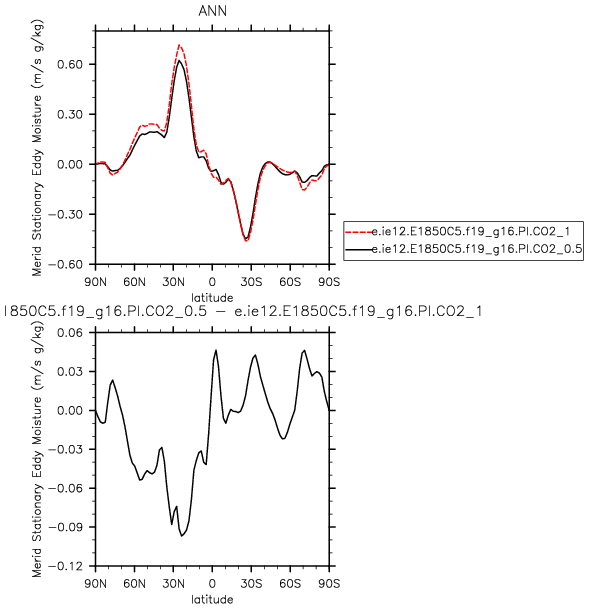 ANN
Merid Stationary Eddy Moisture (m/s g/kg)
0.60
0.30
0.00
−0.30
−0.60
90N 60N 30N 0 30S 60S 90S
latitude
e.ie12.E1850C5.f19_g16.PI.CO2_1
e.ie12.E1850C5.f19_g16.PI.CO2_0.5
1850C5.f19_g16.PI.CO2_0.5 − e.ie12.E1850C5.f19_g16.PI.CO2_1
Merid Stationary Eddy Moisture (m/s g/kg)
0.06
0.03
0.00
−0.03
−0.06
−0.09
−0.12
90N 60N 30N 0 30S 60S 90S
latitude